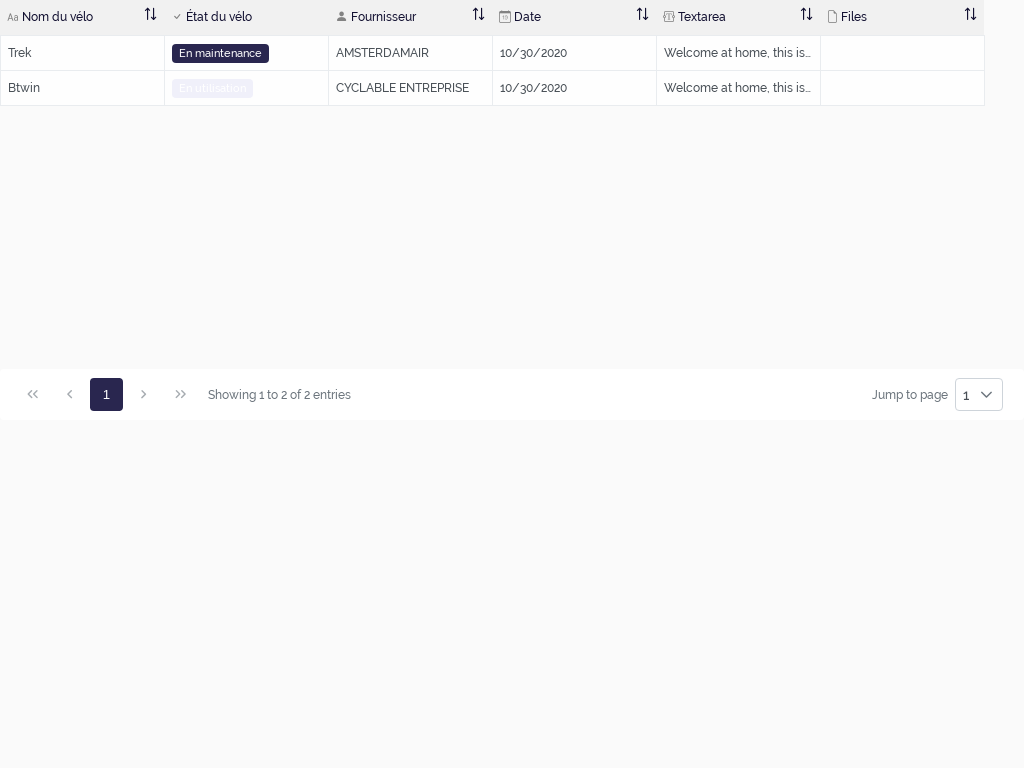 Aa Nom du vélo État du vélo Fournisseur Date Textarea Files
Trek En maintenance AMSTERDAMAIR 10/30/2020 Welcome at home, this is...
Btwin En utilisation CYCLABLE ENTREPRISE 10/30/2020 Welcome at home, this is...
1 Showing 1 to 2 of 2 entries Jump to page 1